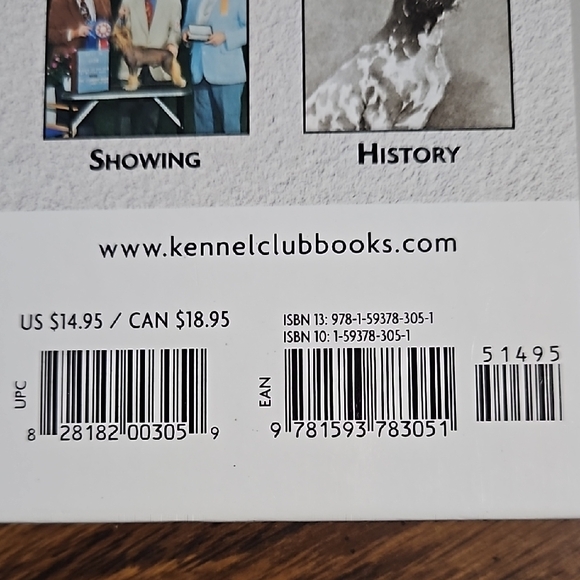 SHOWING
HISTORY
www.kennelclubbooks.com
US $14.95 / CAN $18.95
ISBN 13: 978-1-59378-305-1
ISBN 10: 1-59378-305-1
UPC
8 28182 00305 9
EAN
9 781593 783051
51495